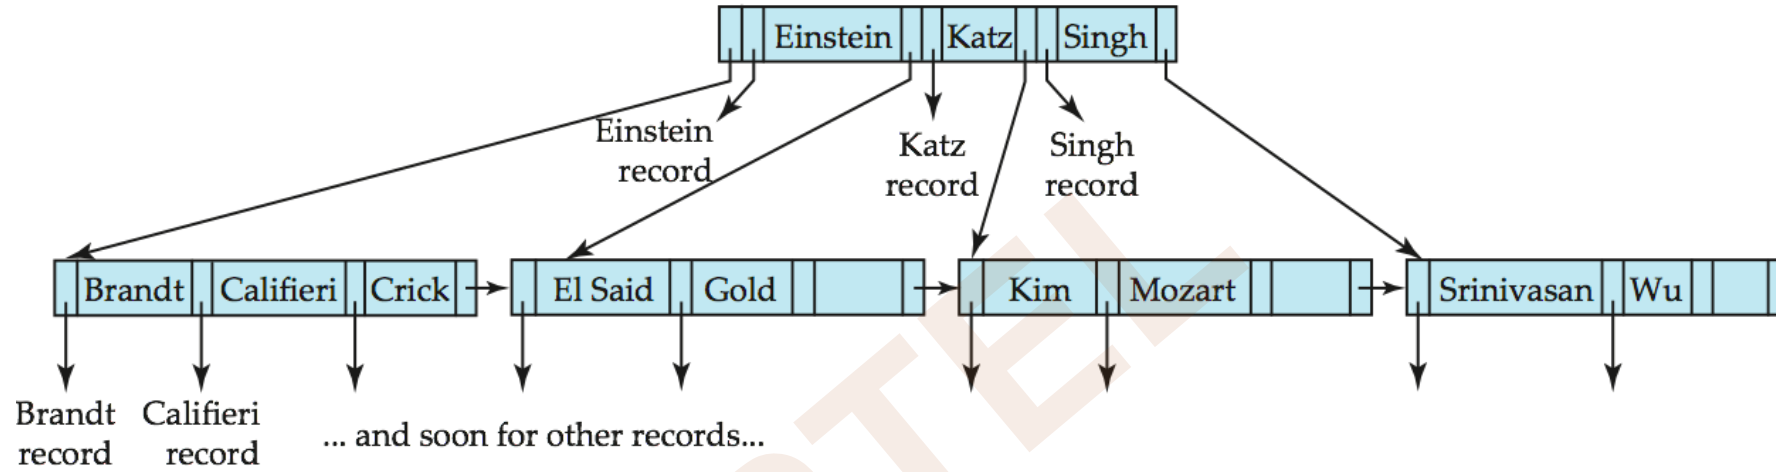 Einstein Katz Singh
Einstein
record
Katz
record
Singh
record
Brandt Califieri Crick El Said Gold Kim Mozart Srinivasan Wu
Brandt
record
Califieri
record
... and soon for other records...